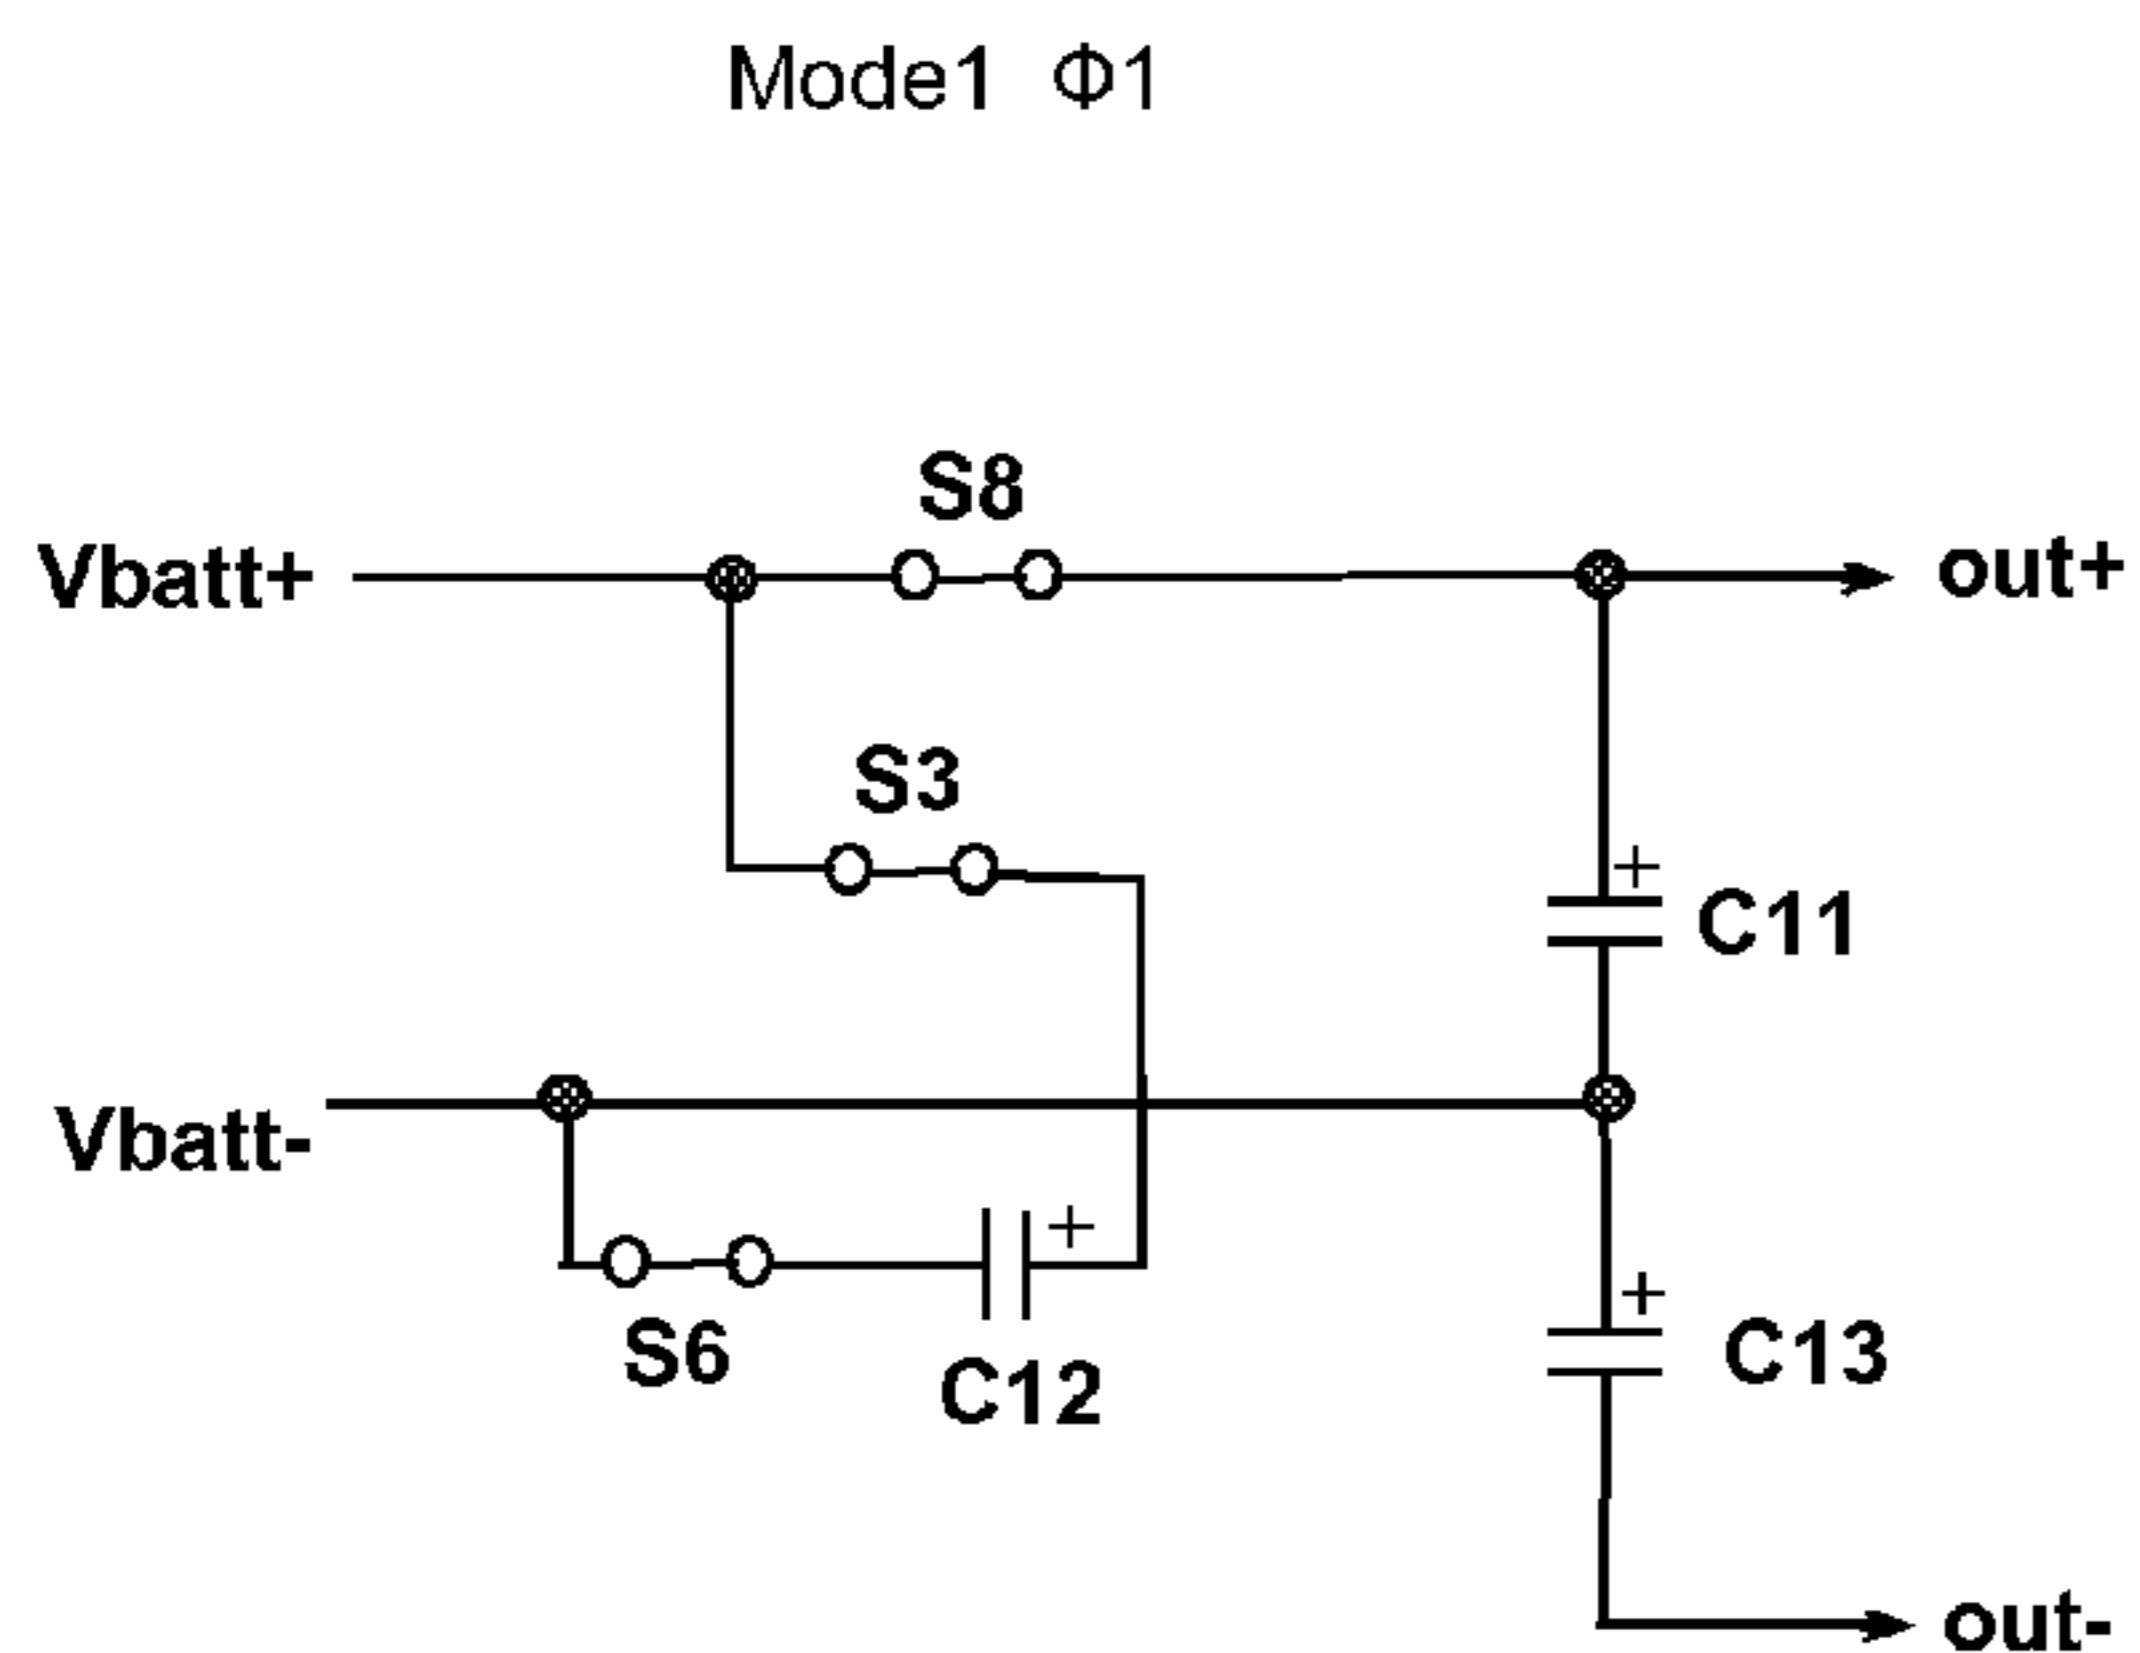 Mode1 Φ1
S8
Vbatt+
out+
S3
+
C11
Vbatt-
+
+
S6
C12
C13
out-